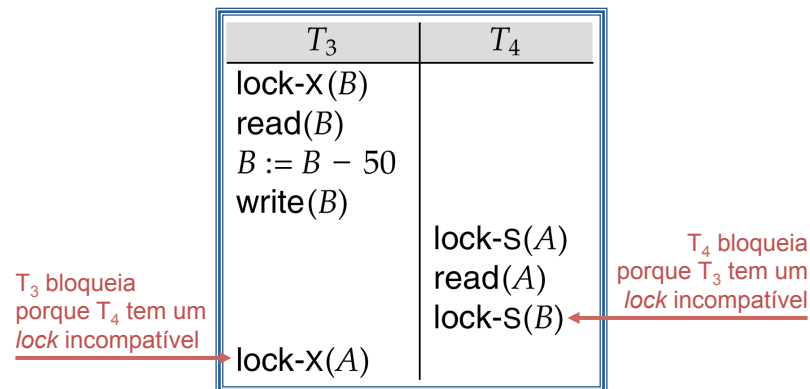 T₃ T₄
lock-X(B)
read(B)
B := B − 50
write(B)
lock-S(A)
read(A)
lock-S(B)
lock-X(A)
T₃ bloqueia
porque T₄ tem um
lock incompatível
T₄ bloqueia
porque T₃ tem um
lock incompatível